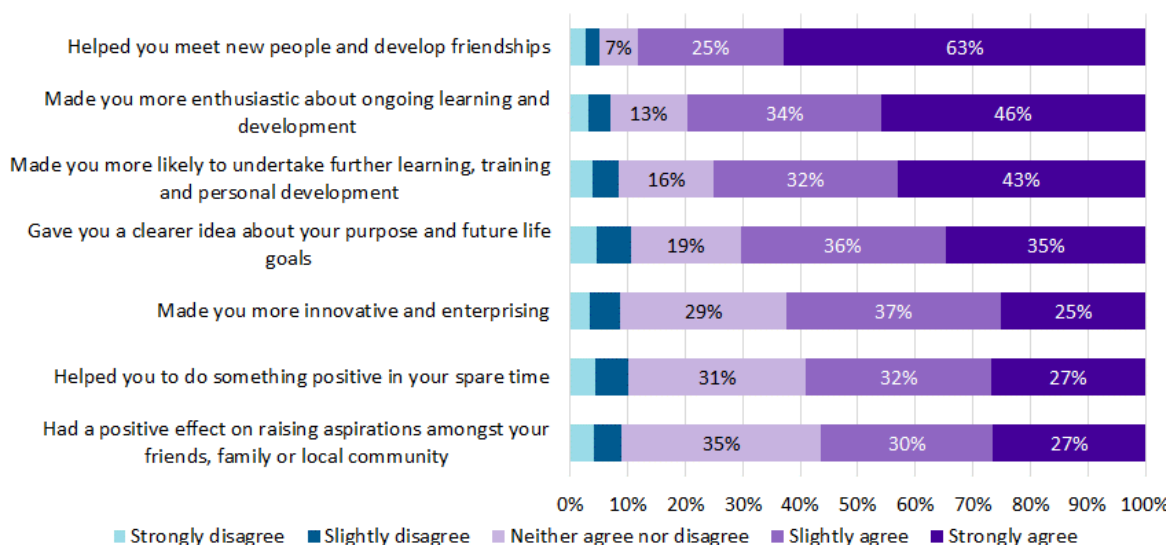 Helped you meet new people and develop friendships
7% 25% 63%
Made you more enthusiastic about ongoing learning and
development
13% 34% 46%
Made you more likely to undertake further learning, training
and personal development
16% 32% 43%
Gave you a clearer idea about your purpose and future life
goals
19% 36% 35%
Made you more innovative and enterprising
29% 37% 25%
Helped you to do something positive in your spare time
31% 32% 27%
Had a positive effect on raising aspirations amongst your
friends, family or local community
35% 30% 27%
0% 10% 20% 30% 40% 50% 60% 70% 80% 90% 100%
Strongly disagree Slightly disagree Neither agree nor disagree Slightly agree Strongly agree